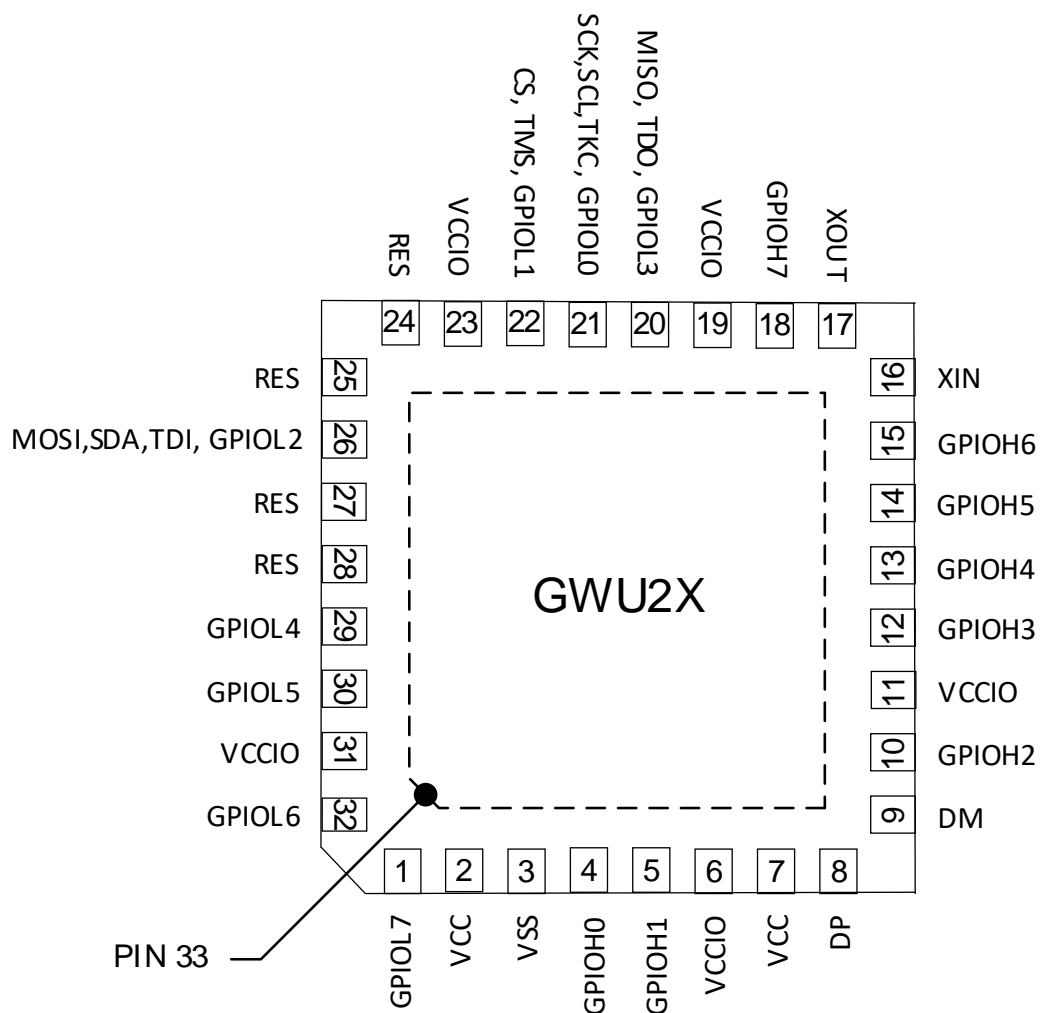 SCK,SCL,TKC, GPIOL0
MISO, TDO, GPIOL3
CS, TMS, GPIOL1
RES
VCCIO
VCCIO
GPIOH7
XOUT
24
23
22
21
20
19
18
17
RES
25
16
XIN
MOSI,SDA,TDI, GPIOL2
26
15
GPIOH6
RES
27
14
GPIOH5
RES
28
13
GPIOH4
GWU2X
GPIOL4
29
12
GPIOH3
GPIOL5
30
11
VCCIO
VCCIO
31
10
GPIOH2
GPIOL6
32
9
DM
1
2
3
4
5
6
7
8
PIN 33
GPIOL7
VCC
VSS
GPIOH0
GPIOH1
VCCIO
VCC
DP